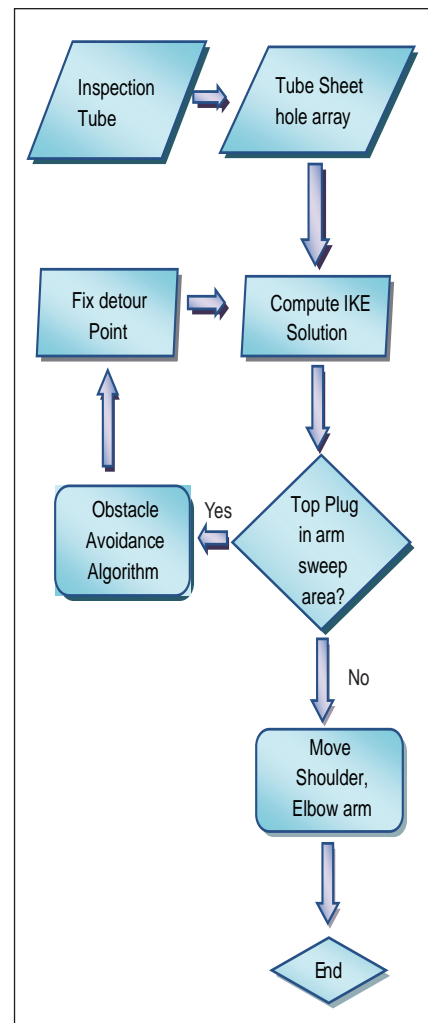 Inspection
Tube
Tube Sheet
hole array
Fix detour
Point
Compute IKE
Solution
Obstacle
Avoidance
Algorithm
Yes
Top Plug
in arm
sweep
area?
No
Move
Shoulder,
Elbow arm
End